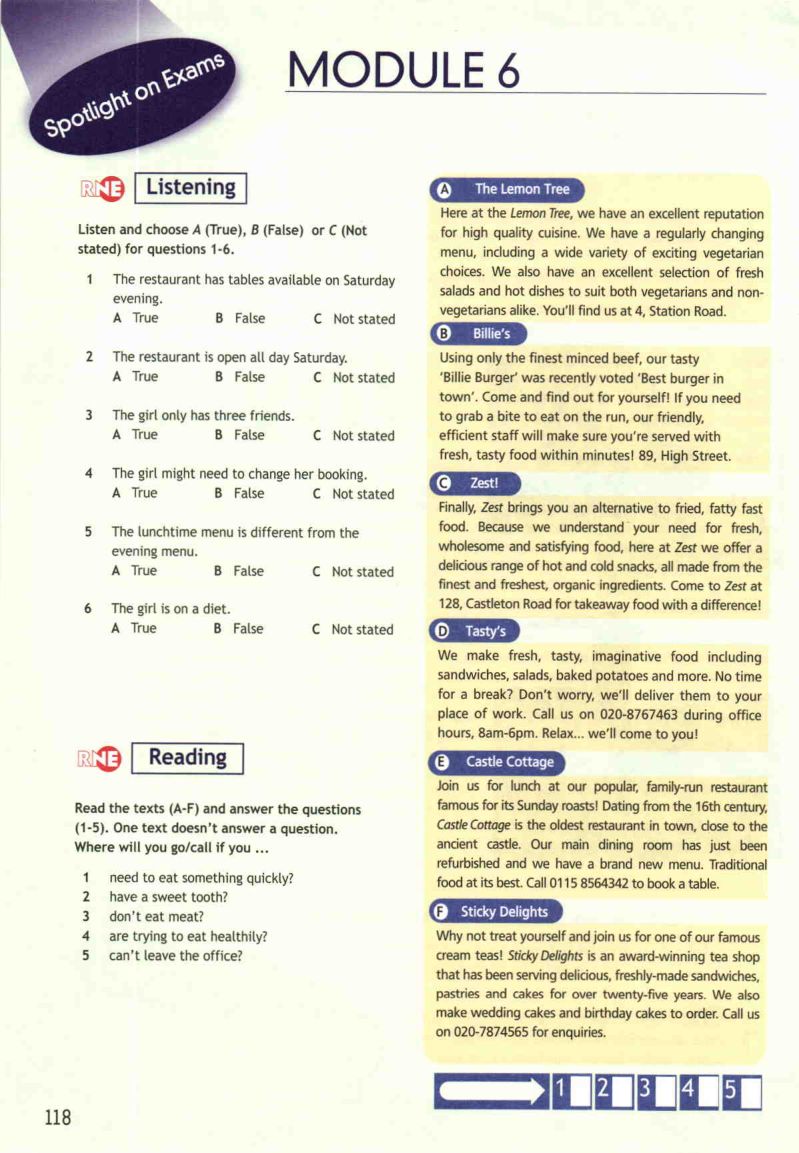 Spotlight on Exams
MODULE 6
RNE Listening
Listen and choose A (True), B (False) or C (Not
stated) for questions 1-6.
1 The restaurant has tables available on Saturday
evening.
A True B False C Not stated
2 The restaurant is open all day Saturday.
A True B False C Not stated
3 The girl only has three friends.
A True B False C Not stated
4 The girl might need to change her booking.
A True B False C Not stated
5 The lunchtime menu is different from the
evening menu.
A True B False C Not stated
6 The girl is on a diet.
A True B False C Not stated
RNE Reading
Read the texts (A-F) and answer the questions
(1-5). One text doesn't answer a question.
Where will you go/call if you ...
1 need to eat something quickly?
2 have a sweet tooth?
3 don't eat meat?
4 are trying to eat healthily?
5 can't leave the office?
A The Lemon Tree
Here at the Lemon Tree, we have an excellent reputation
for high quality cuisine. We have a regularly changing
menu, including a wide variety of exciting vegetarian
choices. We also have an excellent selection of fresh
salads and hot dishes to suit both vegetarians and non-
vegetarians alike. You'll find us at 4, Station Road.
B Billie's
Using only the finest minced beef, our tasty
'Billie Burger' was recently voted 'Best burger in
town'. Come and find out for yourself! If you need
to grab a bite to eat on the run, our friendly,
efficient staff will make sure you're served with
fresh, tasty food within minutes! 89, High Street.
C Zest!
Finally, Zest brings you an alternative to fried, fatty fast
food. Because we understand your need for fresh,
wholesome and satisfying food, here at Zest we offer a
delicious range of hot and cold snacks, all made from the
finest and freshest, organic ingredients. Come to Zest at
128, Castleton Road for takeaway food with a difference!
D Tasty's
We make fresh, tasty, imaginative food including
sandwiches, salads, baked potatoes and more. No time
for a break? Don't worry, we'll deliver them to your
place of work. Call us on 020-8767463 during office
hours, 8am-6pm. Relax... we'll come to you!
E Castle Cottage
Join us for lunch at our popular, family-run restaurant
famous for its Sunday roasts! Dating from the 16th century,
Castle Cottage is the oldest restaurant in town, close to the
ancient castle. Our main dining room has just been
refurbished and we have a brand new menu. Traditional
food at its best. Call 0115 8564342 to book a table.
F Sticky Delights
Why not treat yourself and join us for one of our famous
cream teas! Sticky Delights is an award-winning tea shop
that has been serving delicious, freshly-made sandwiches,
pastries and cakes for over twenty-five years. We also
make wedding cakes and birthday cakes to order. Call us
on 020-7874565 for enquiries.
1 2 3 4 5
118